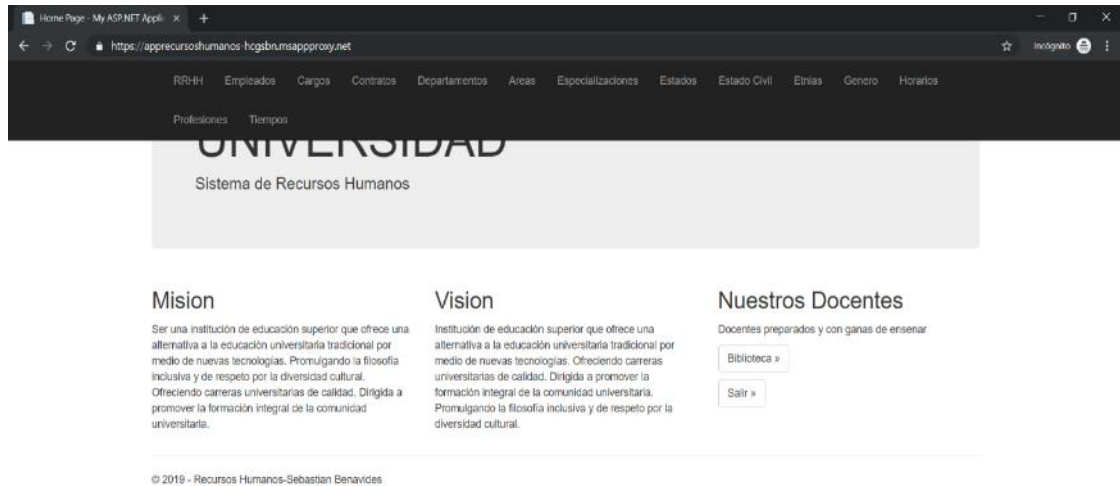 Home Page - My ASP.NET Applic
https://apprecursoshumanos-hcgsbn.msappproxy.net
Incógnito
RRHH Empleados Cargos Contratos Departamentos Areas Especializaciones Estados Estado Civil Etnias Genero Horarios
Profesiones Tiempos
UNIVERSIDAD
Sistema de Recursos Humanos
Mision
Ser una institución de educación superior que ofrece una
alternativa a la educación universitaria tradicional por
medio de nuevas tecnologías. Promulgando la filosofía
inclusiva y de respeto por la diversidad cultural.
Ofreciendo carreras universitarias de calidad. Dirigida a
promover la formación integral de la comunidad
universitaria.
Vision
Institución de educación superior que ofrece una
alternativa a la educación universitaria tradicional por
medio de nuevas tecnologías. Ofreciendo carreras
universitarias de calidad. Dirigida a promover la
formación integral de la comunidad universitaria.
Promulgando la filosofía inclusiva y de respeto por la
diversidad cultural.
Nuestros Docentes
Docentes preparados y con ganas de ensenar
Biblioteca »
Salir »
© 2019 - Recursos Humanos-Sebastian Benavides